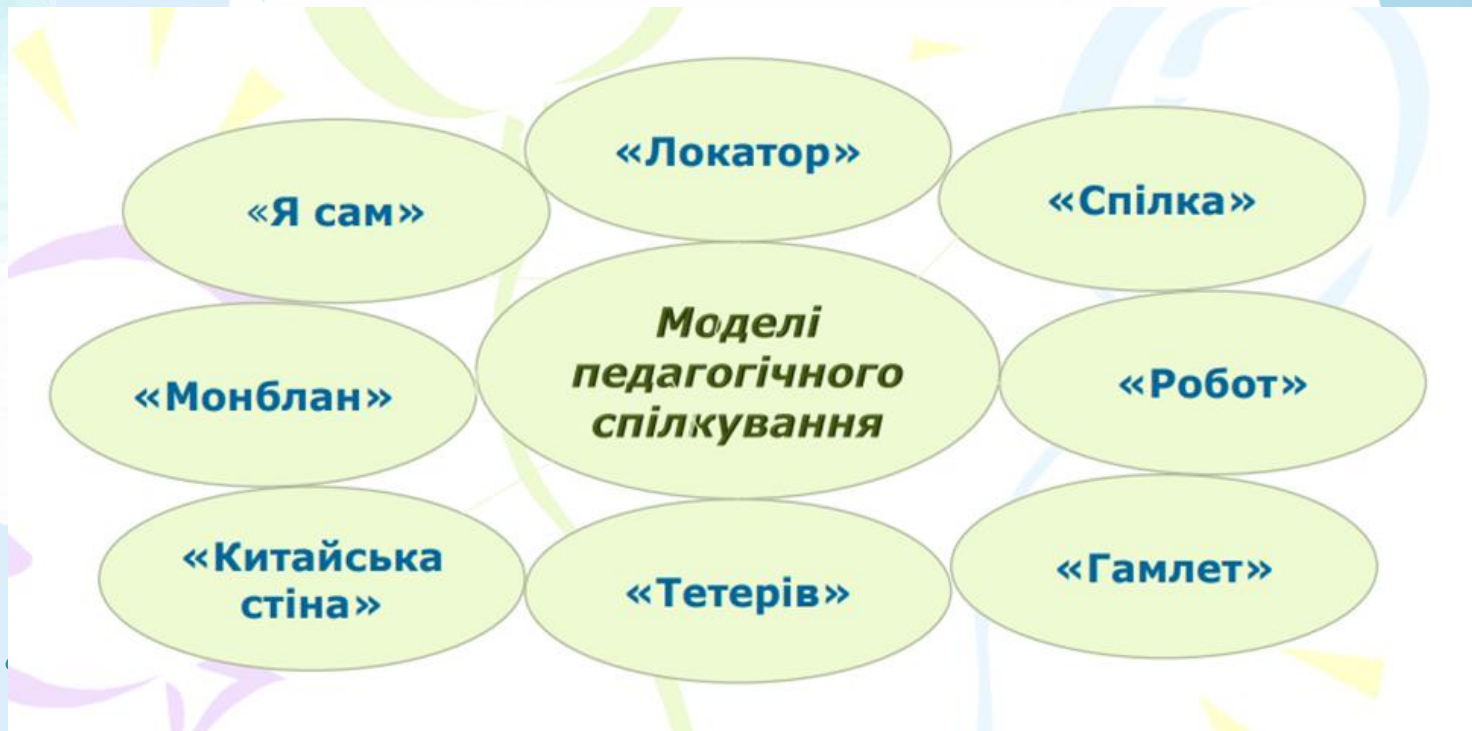 «Локатор»
«Я сам»
«Спілка»
Моделі
педагогічного
спілкування
«Монблан»
«Робот»
«Китайська
стіна»
«Тетерів»
«Гамлет»